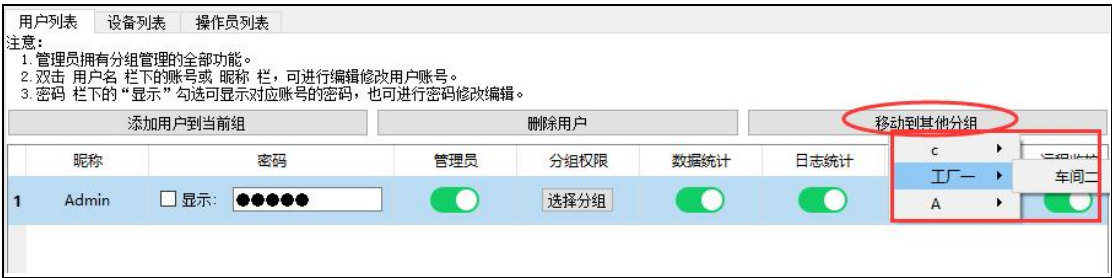 用户列表 设备列表 操作员列表
注意:
1.管理员拥有分组管理的全部功能。
2.双击 用户名 栏下的账号或 昵称 栏，可进行编辑修改用户账号。
3.密码 栏下的“显示”勾选可显示对应账号的密码，也可进行密码修改编辑。
添加用户到当前组 删除用户 移动到其他分组
昵称 密码 管理员 分组权限 数据统计 日志统计
c
工厂一 车间二
A
1 Admin 显示: 选择分组